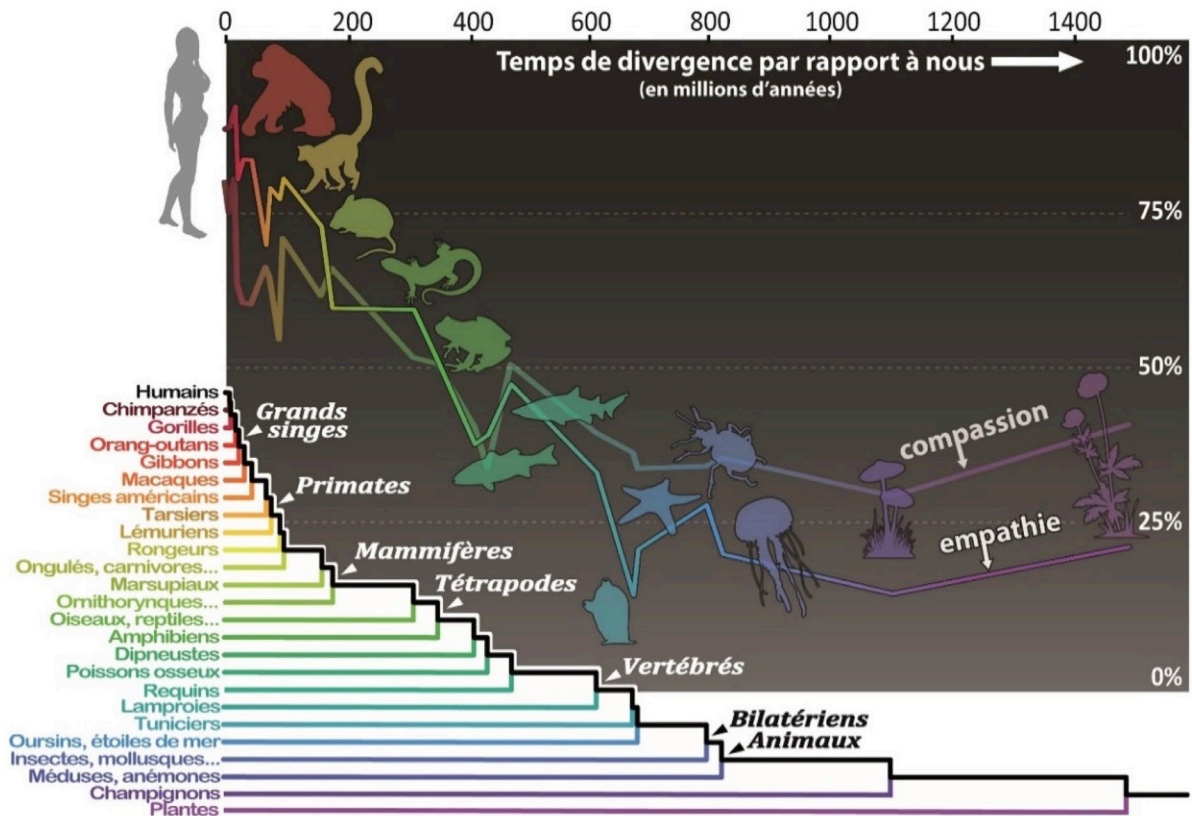 0 200 400 600 800 1000 1200 1400
Temps de divergence par rapport à nous
(en millions d'années)
100%
75%
50%
25%
0%
compassion
empathie
Humains
Chimpanzés
Gorilles
Orang-outans
Gibbons
Macaques
Singes américains
Tarsiers
Lémuriens
Rongeurs
Ongulés, carnivores...
Marsupiaux
Ornithorynques...
Oiseaux, reptiles...
Amphibiens
Dipneustes
Poissons osseux
Requins
Lamproies
Tuniciers
Oursins, étoiles de mer
Insectes, mollusques...
Méduses, anémones
Champignons
Plantes
Grands
singes
Primates
Mammifères
Tétrapodes
Vertébrés
Bilatériens
Animaux